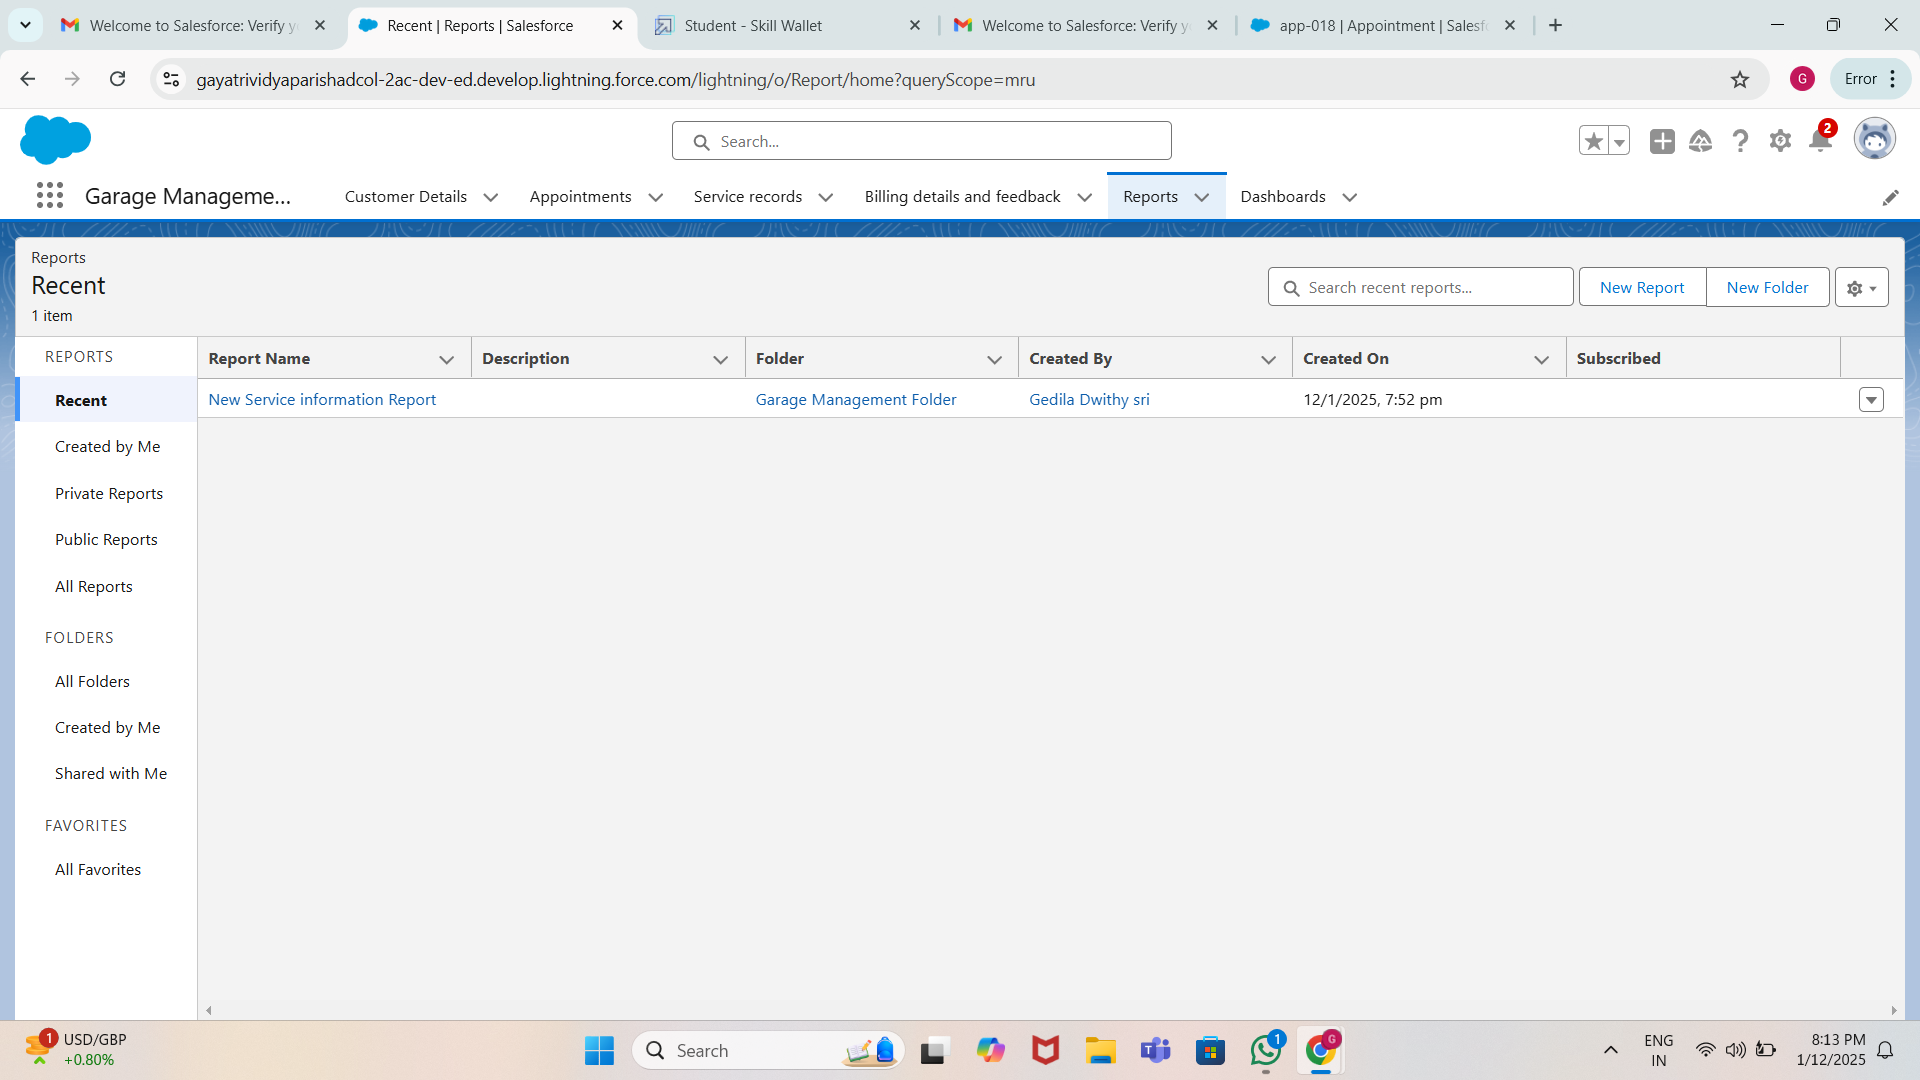 Welcome to Salesforce: Verify y
Recent | Reports | Salesforce
Student - Skill Wallet
Welcome to Salesforce: Verify y
app-018 | Appointment | Salesf
gayatrividyaparishadcol-2ac-dev-ed.develop.lightning.force.com/lightning/o/Report/home?queryScope=mru
G
Error
Search...
2
Garage Manageme...
Customer Details
Appointments
Service records
Billing details and feedback
Reports
Dashboards
Reports
Recent
1 item
Search recent reports...
New Report
New Folder
REPORTS
Recent
Created by Me
Private Reports
Public Reports
All Reports
FOLDERS
All Folders
Created by Me
Shared with Me
FAVORITES
All Favorites
Report Name
Description
Folder
Created By
Created On
Subscribed
New Service information Report
Garage Management Folder
Gedila Dwithy sri
12/1/2025, 7:52 pm
1
USD/GBP
+0.80%
Search
1
G
ENG
IN
8:13 PM
1/12/2025